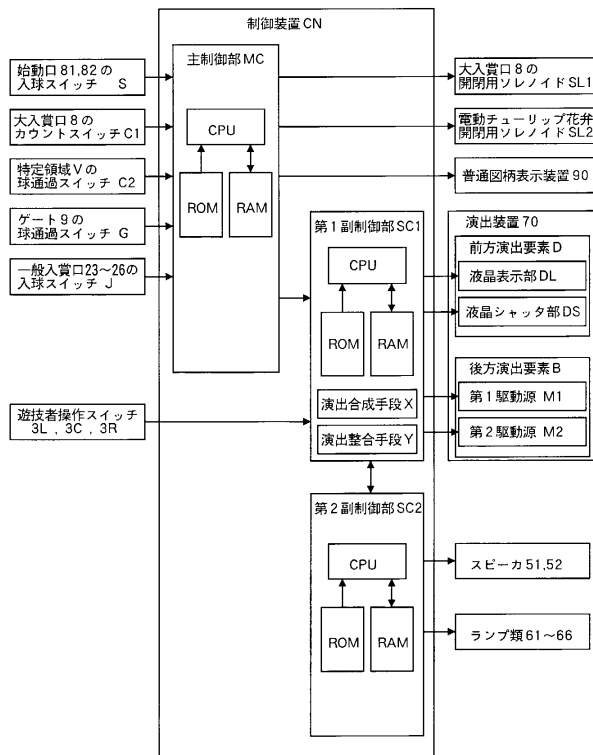 制御装置CN
主制御部MC
CPU
ROM
RAM
始動口81,82の
入球スイッチ S
大入賞口8の
カウントスイッチC1
特定領域Vの
球通過スイッチ C2
ゲート9の
球通過スイッチ G
一般入賞口23～26の
入球スイッチ J
遊技者操作スイッチ
3L , 3C , 3R
大入賞口8の
開閉用ソレノイドSL1
電動チューリップ花弁
開閉用ソレノイドSL2
普通図柄表示装置90
第1副制御部SC1
CPU
ROM
RAM
演出合成手段X
演出整合手段Y
演出装置70
前方演出要素D
液晶表示部DL
液晶シャッタ部DS
後方演出要素B
第1駆動源 M1
第2駆動源 M2
第2副制御部SC2
CPU
ROM
RAM
スピーカ51,52
ランプ類61～66